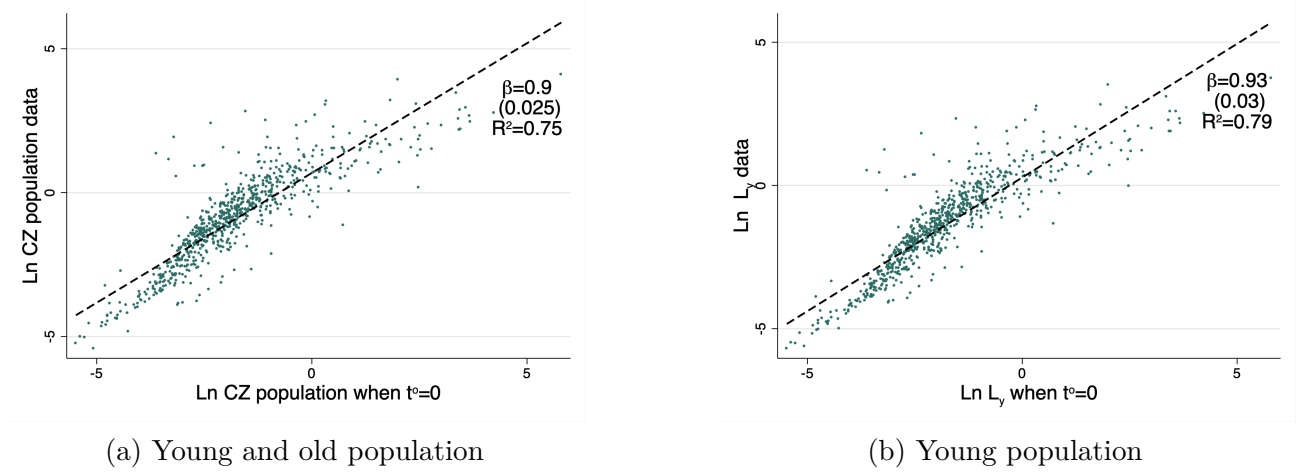 5
0
-5
Ln CZ population data
β=0.9
(0.025)
R²=0.75
-5 0 5
Ln CZ population when tᵒ=0
(a) Young and old population
5
0
-5
Ln L_y data
β=0.93
(0.03)
R²=0.79
-5 0 5
Ln L_y when tᵒ=0
(b) Young population